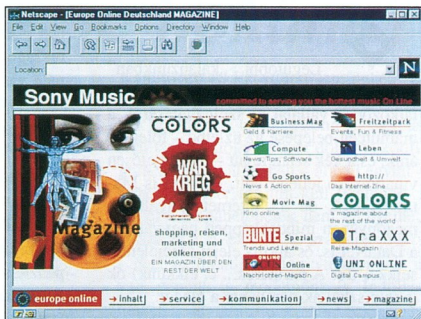 Netscape - [Europe Online Deutschland MAGAZINE]
File Edit View Go Bookmarks Options Directory Window Help
Location:
N
Sony Music
committed to serving you the hottest music On Line
COLORS
WAR
KRIEG
shopping, reisen,
marketing und
völkermord
EIN MAGAZIN ÜBER DEN
REST DER WELT
Magazine
Business Mag
Geld & Karriere
Freitzeitpark
Events, Fun & Fitness
Compute
News, Tips, Software
Leben
Gesundheit & Umwelt
Go Sports
News & Action
http://
Das Internet-Zine
Movie Mag
Kino online
COLORS
a magazine about
the rest of the world
BUNTE Spezial
Trends und Leute
TraXXX
Reise-Magazin
Online
Nachrichten-Magazin
UNI ONLINE
Digital Campus
europe online
inhalt]
service]
kommunikation]
news]
magazine]